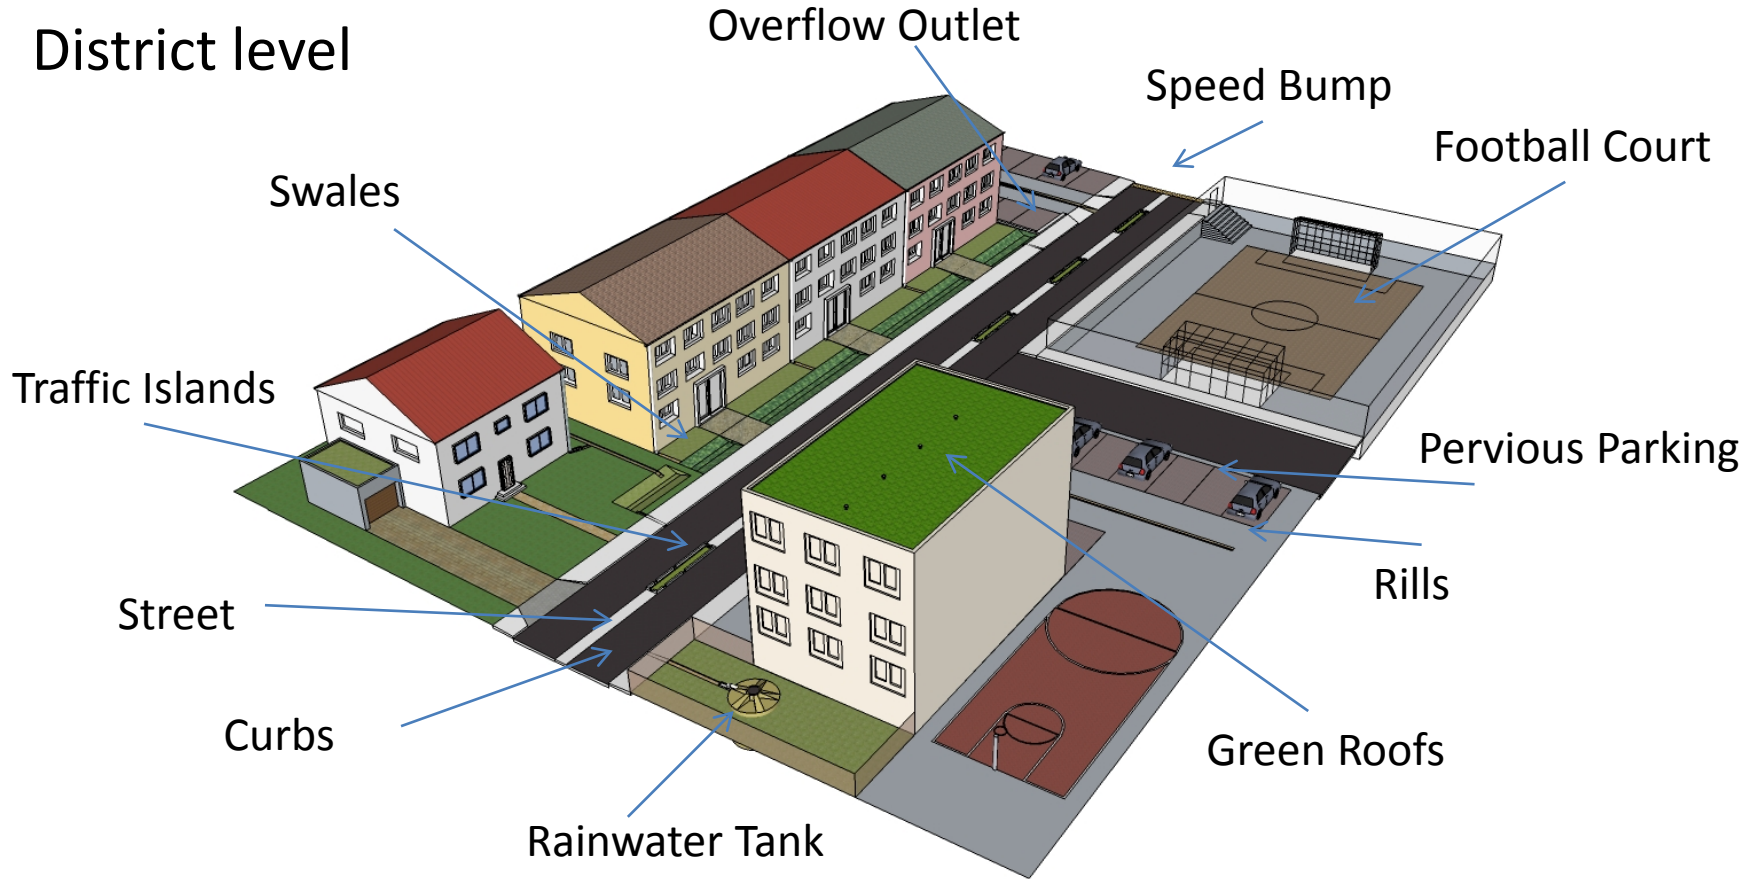 District level
Overflow Outlet
Speed Bump
Football Court
Swales
Traffic Islands
Pervious Parking
Rills
Street
Curbs
Green Roofs
Rainwater Tank